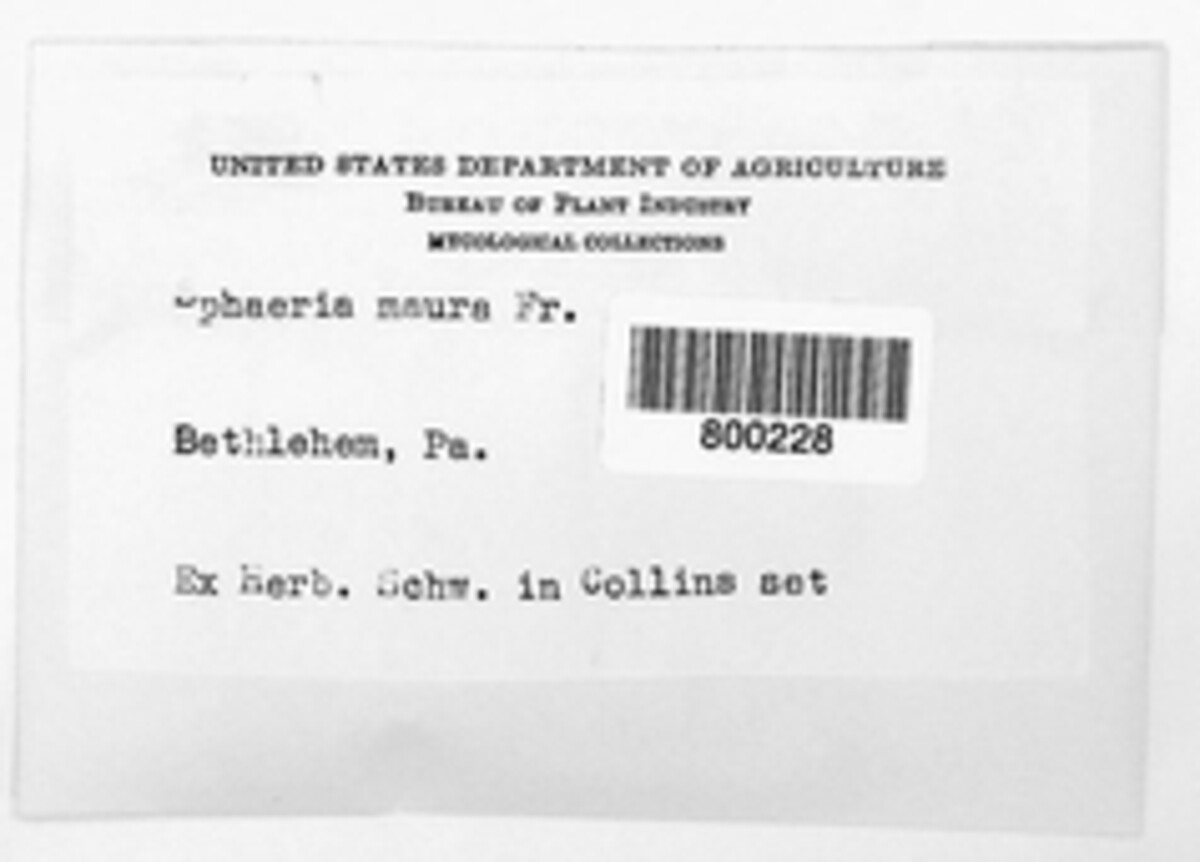 UNITED STATES DEPARTMENT OF AGRICULTURE
BUREAU OF PLANT INDUSTRY
MYCOLOGICAL COLLECTIONS
Sphaeria maura Fr.
800228
Bethlehem, Pa.
Ex Herb. Schw. in Collins set